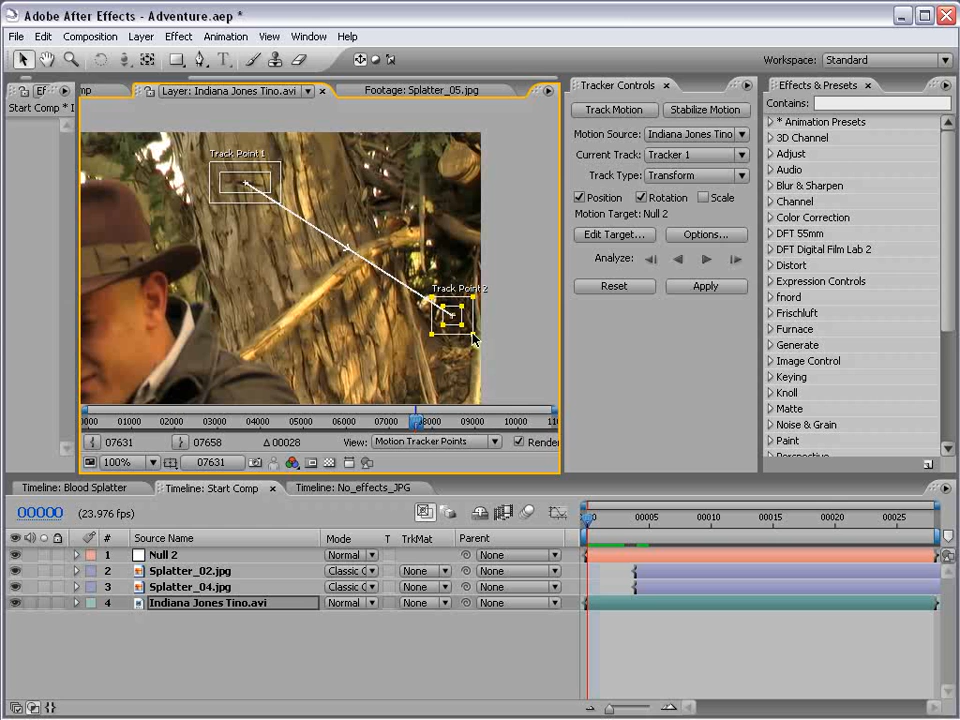 Adobe After Effects - Adventure.aep *
File Edit Composition Layer Effect Animation View Window Help
Workspace: Standard
Layer: Indiana Jones Tino.avi
Footage: Splatter_05.jpg
Start Comp *
Track Point 1
Track Point 2
01000 02000 03000 04000 05000 06000 07000 8000 09000 10000
07631 07658 Δ 00028 View: Motion Tracker Points Render
100% 07631
Tracker Controls
Track Motion Stabilize Motion
Motion Source: Indiana Jones Tino
Current Track: Tracker 1
Track Type: Transform
Position Rotation Scale
Motion Target: Null 2
Edit Target... Options...
Analyze:
Reset Apply
Effects & Presets
Contains:
* Animation Presets
3D Channel
Adjust
Audio
Blur & Sharpen
Channel
Color Correction
DFT 55mm
DFT Digital Film Lab 2
Distort
Expression Controls
fnord
Frischluft
Furnace
Generate
Image Control
Keying
Knoll
Matte
Noise & Grain
Paint
Perspective
Timeline: Blood Splatter Timeline: Start Comp Timeline: No_effects_JPG
00000 (23.976 fps)
00005 00010 00015 00020 00025
# Source Name Mode T TrkMat Parent
1 Null 2 Normal None
2 Splatter_02.jpg Classic C None None
3 Splatter_04.jpg Classic C None None
4 Indiana Jones Tino.avi Normal None None